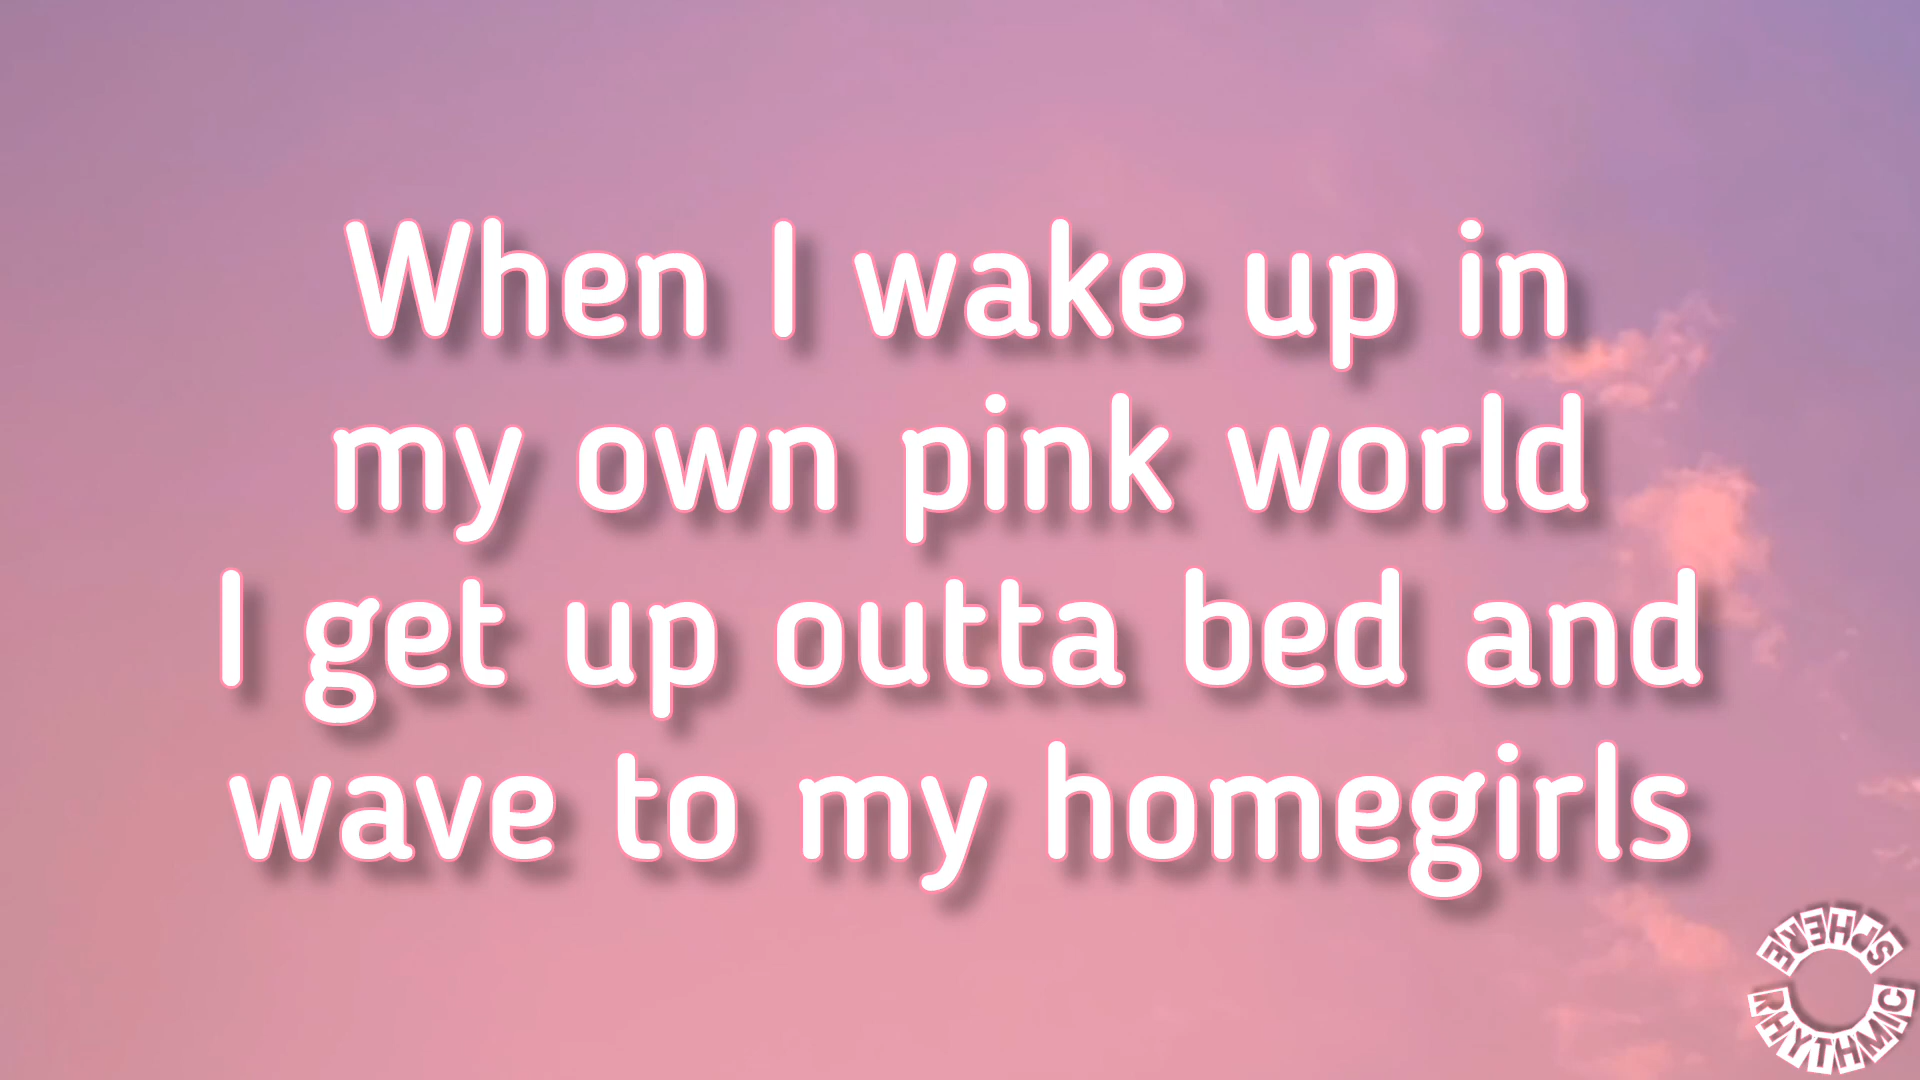 When I wake up in
my own pink world
I get up outta bed and
wave to my homegirls
RHYTHMIC
SPHERE